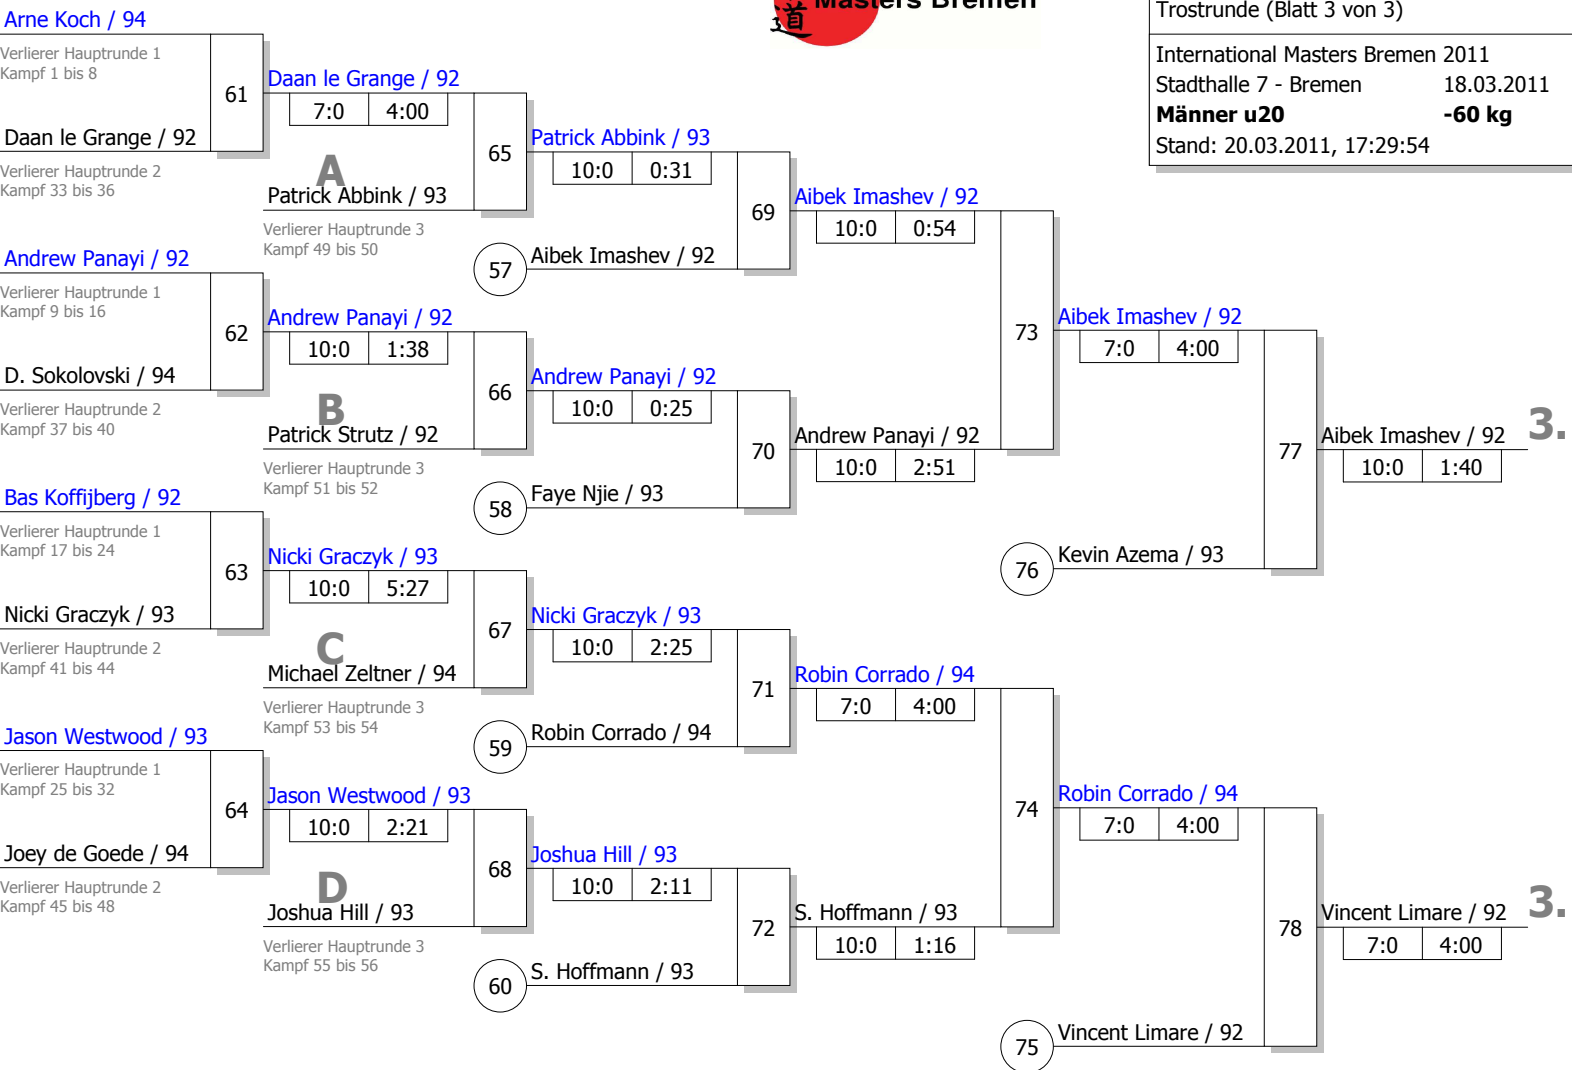 道
Masters Bremen
Trostrunde (Blatt 3 von 3)
International Masters Bremen 2011
Stadthalle 7 - Bremen 18.03.2011
Männer u20 -60 kg
Stand: 20.03.2011, 17:29:54
Arne Koch / 94
Verlierer Hauptrunde 1
Kampf 1 bis 8
61
Daan le Grange / 92
Verlierer Hauptrunde 2
Kampf 33 bis 36
Andrew Panayi / 92
Verlierer Hauptrunde 1
Kampf 9 bis 16
62
D. Sokolovski / 94
Verlierer Hauptrunde 2
Kampf 37 bis 40
Bas Koffijberg / 92
Verlierer Hauptrunde 1
Kampf 17 bis 24
63
Nicki Graczyk / 93
Verlierer Hauptrunde 2
Kampf 41 bis 44
Jason Westwood / 93
Verlierer Hauptrunde 1
Kampf 25 bis 32
64
Joey de Goede / 94
Verlierer Hauptrunde 2
Kampf 45 bis 48
Daan le Grange / 92
7:0 4:00
A
65
Patrick Abbink / 93
Verlierer Hauptrunde 3
Kampf 49 bis 50
Andrew Panayi / 92
10:0 1:38
B
66
Patrick Strutz / 92
Verlierer Hauptrunde 3
Kampf 51 bis 52
Nicki Graczyk / 93
10:0 5:27
C
67
Michael Zeltner / 94
Verlierer Hauptrunde 3
Kampf 53 bis 54
Jason Westwood / 93
10:0 2:21
D
68
Joshua Hill / 93
Verlierer Hauptrunde 3
Kampf 55 bis 56
Patrick Abbink / 93
10:0 0:31
69
57 Aibek Imashev / 92
Andrew Panayi / 92
10:0 0:25
70
58 Faye Njie / 93
Nicki Graczyk / 93
10:0 2:25
71
59 Robin Corrado / 94
Joshua Hill / 93
10:0 2:11
72
60 S. Hoffmann / 93
Aibek Imashev / 92
10:0 0:54
73
Andrew Panayi / 92
10:0 2:51
Robin Corrado / 94
7:0 4:00
74
S. Hoffmann / 93
10:0 1:16
Aibek Imashev / 92
7:0 4:00
77
76 Kevin Azema / 93
Robin Corrado / 94
7:0 4:00
78
75 Vincent Limare / 92
Aibek Imashev / 92 3.
10:0 1:40
Vincent Limare / 92 3.
7:0 4:00